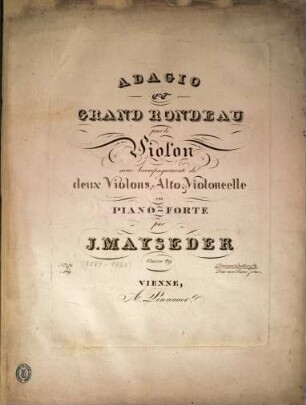 ADAGIO
ET
GRAND RONDEAU
pour le
Violon
avec Accompagnement de
deux Violons, Alto, Violoncelle
ou
PIANO-FORTE
par
J. MAYSEDER
Oeuvre
VIENNE,
A. Pennauer